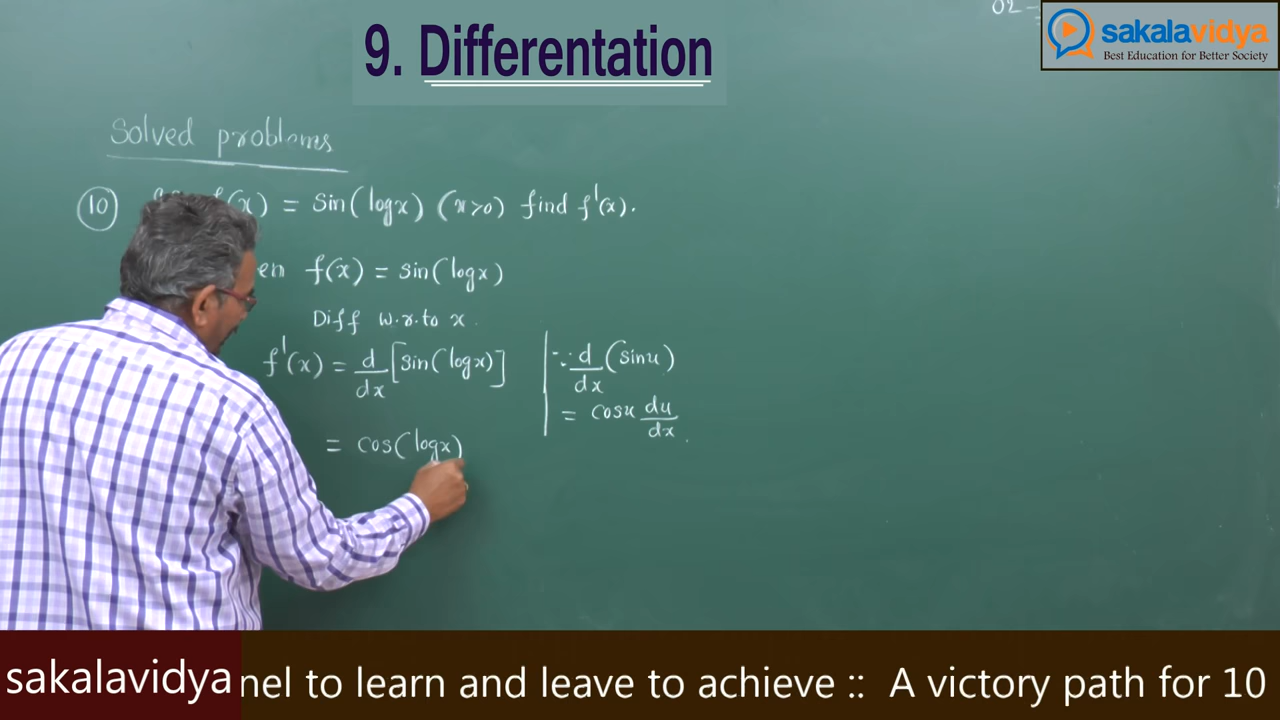 02
sakalavidya
Best Education for Better Society
9. Differentation
Solved problems
10 f(x) = Sin(logx) (x>0) find f'(x).
en f(x) = sin(logx)
Diff w.r.to x.
f'(x) = d/dx [sin(logx)] ∵ d/dx (sinu)
= cosu du/dx.
= cos(logx)
sakalavidya nel to learn and leave to achieve :: A victory path for 10